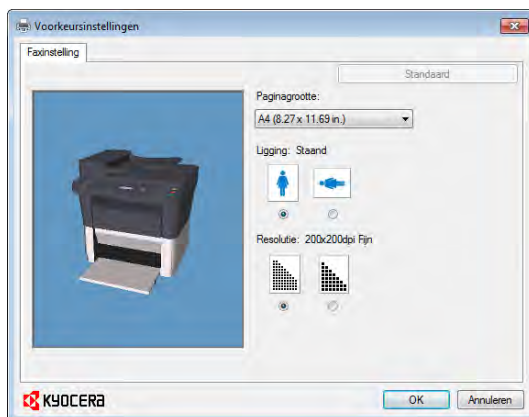 Voorkeursinstellingen
Faxinstelling
Standaard
Paginagrootte:
A4 (8.27 x 11.69 in.)
Ligging: Staand
Resolutie: 200x200dpi Fijn
KYOCERA
OK
Annuleren